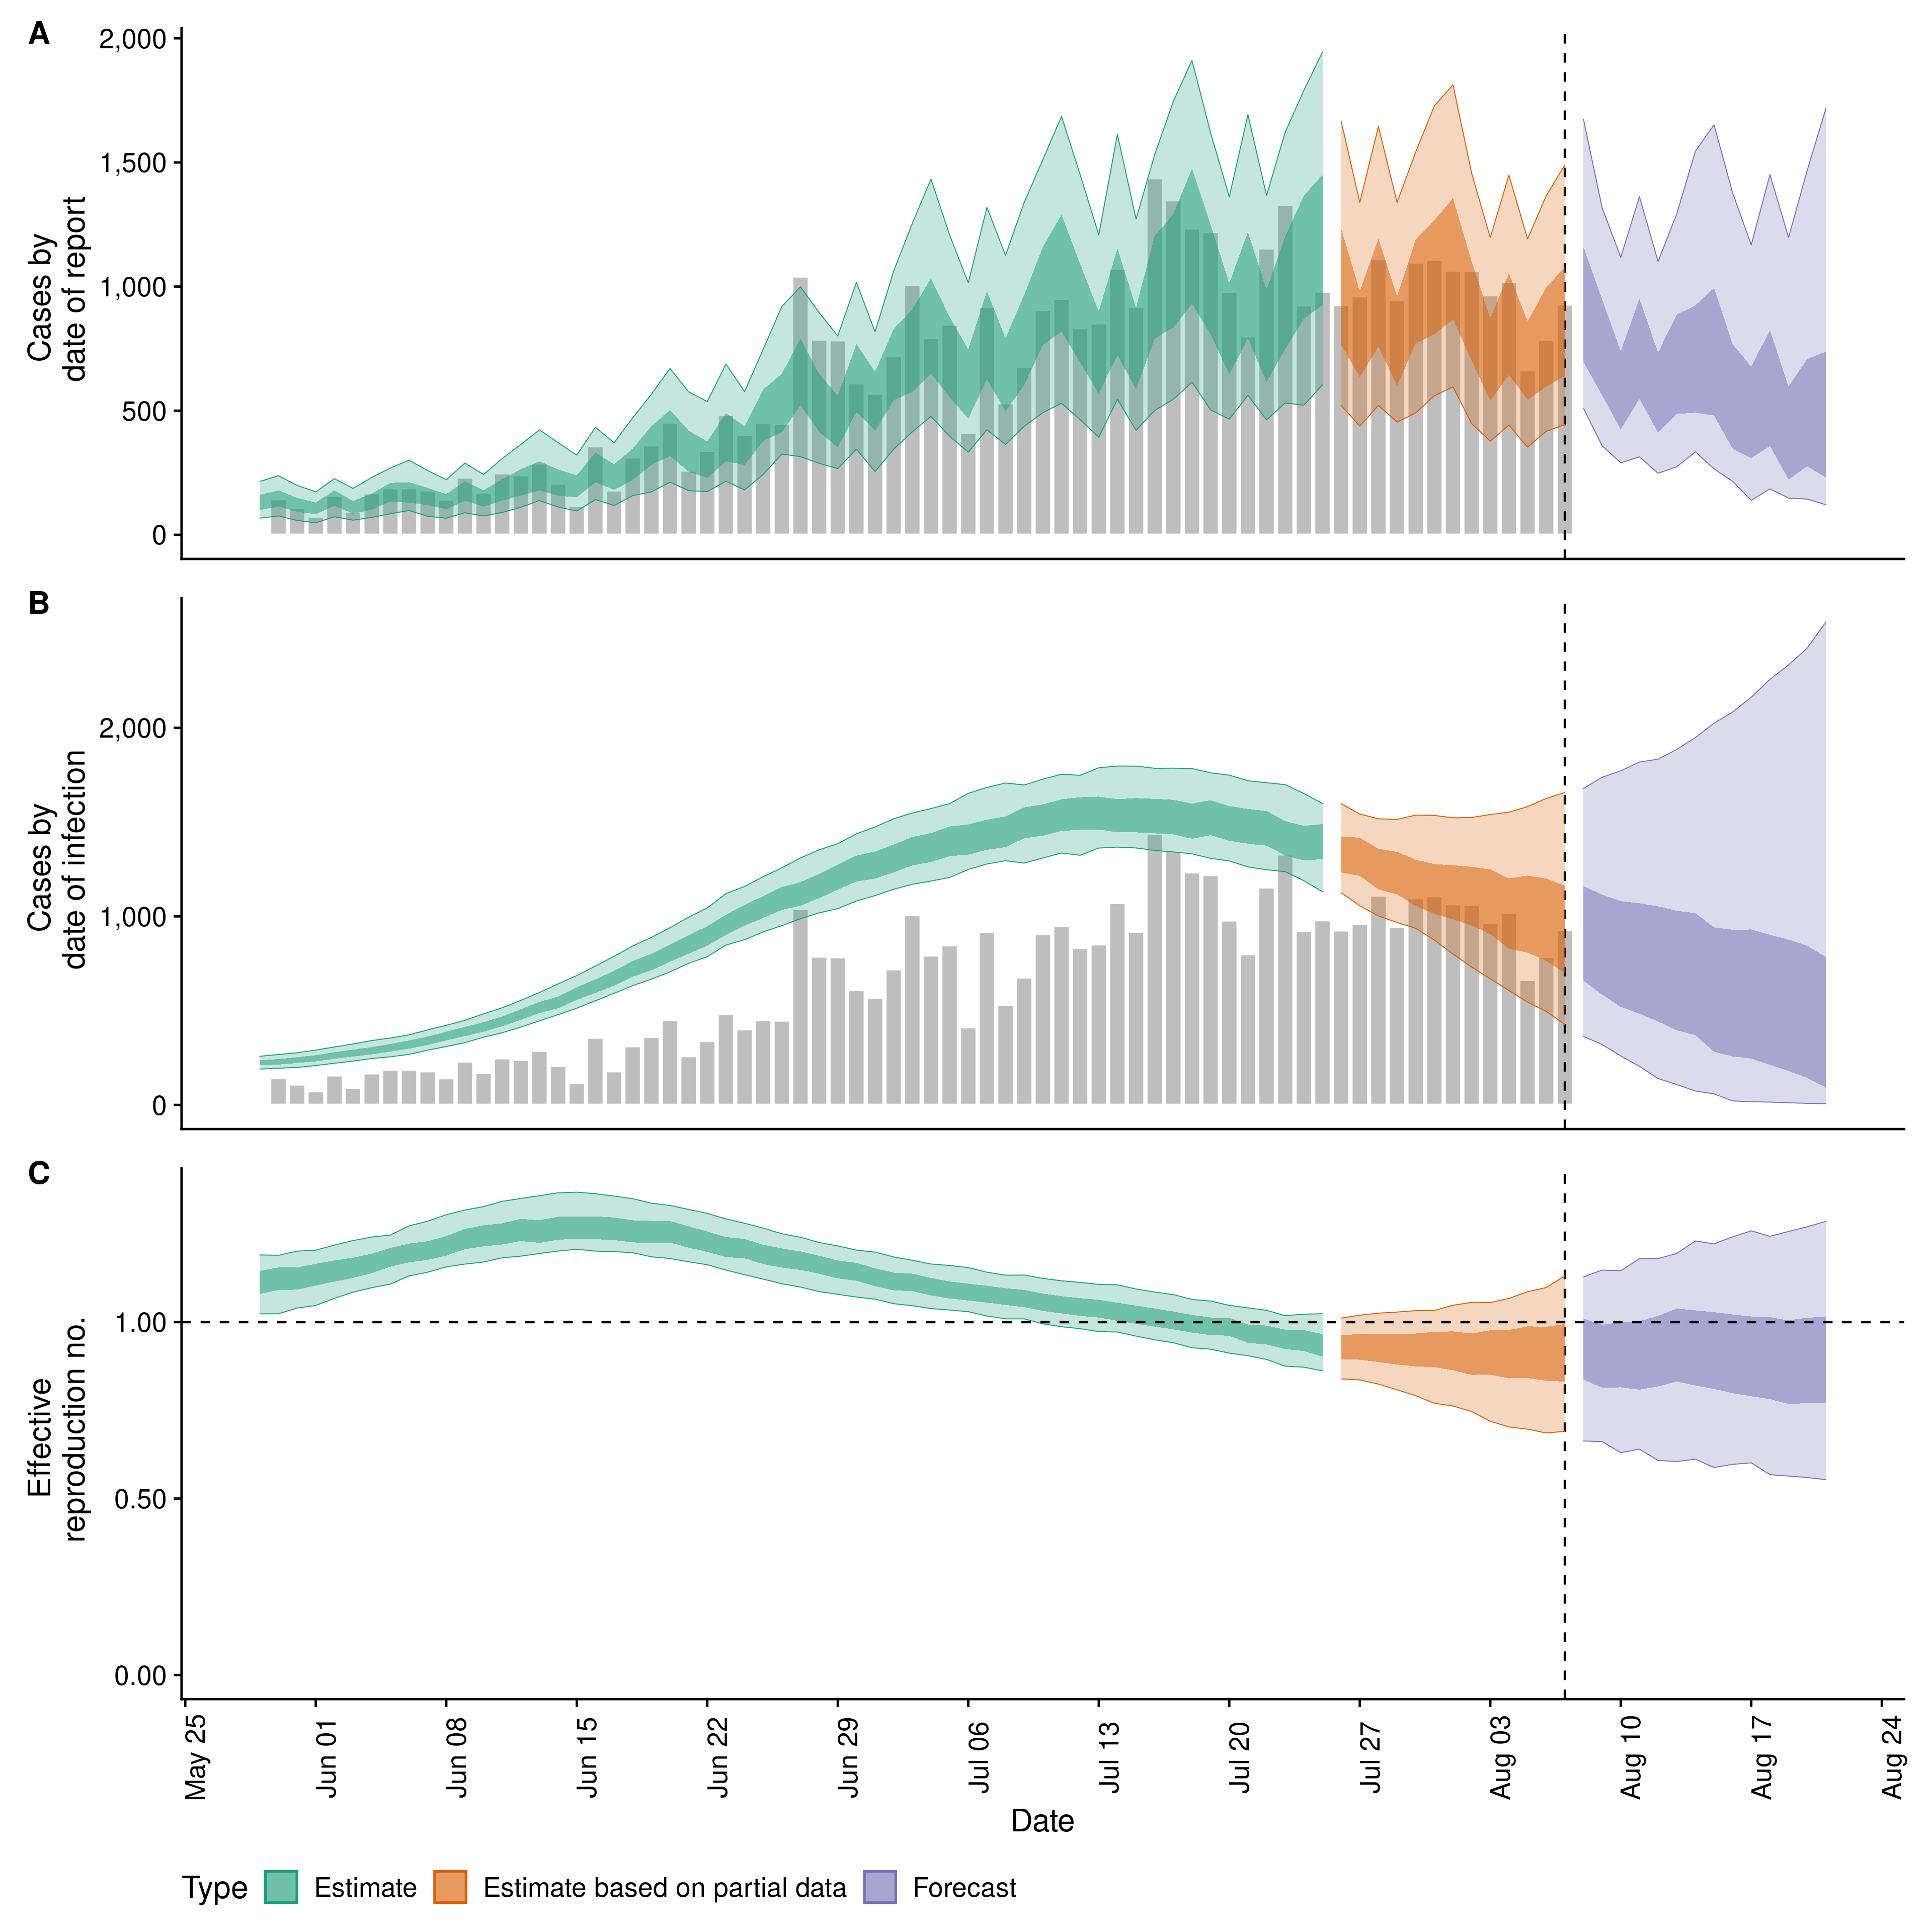 A
2,000
1,500
1,000
500
0
Cases by
date of report
B
2,000
1,000
0
Cases by
date of infection
C
1.00
0.50
0.00
Effective
reproduction no.
May 25
Jun 01
Jun 08
Jun 15
Jun 22
Jun 29
Jul 06
Jul 13
Jul 20
Jul 27
Aug 03
Aug 10
Aug 17
Aug 24
Date
Type Estimate Estimate based on partial data Forecast